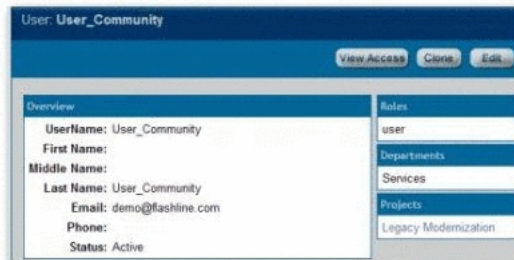 User: User_Community
View Access
Clone
Edit
Overview
UserName: User_Community
First Name:
Middle Name:
Last Name: User_Community
Email: demo@flashline.com
Phone:
Status: Active
Roles
user
Departments
Services
Projects
Legacy Modernization